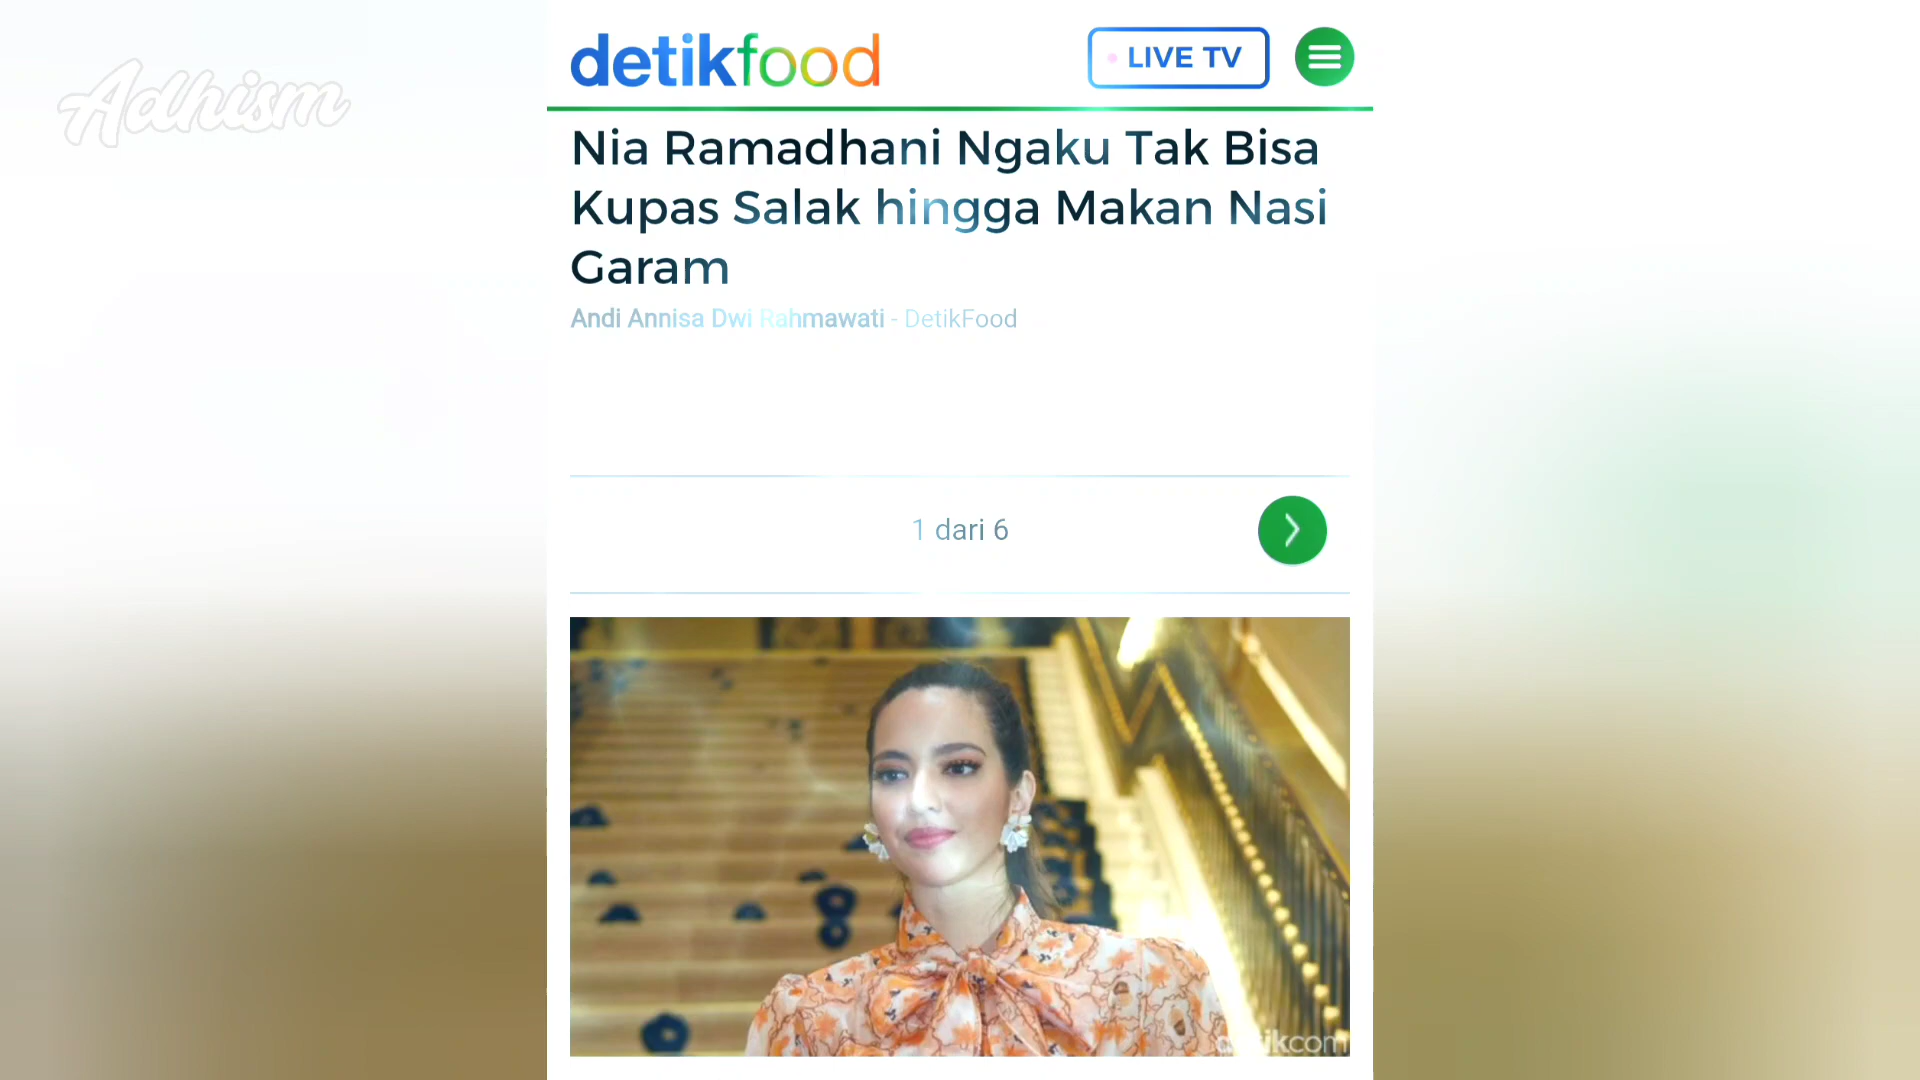 Adhism
detikfood
LIVE TV
Nia Ramadhani Ngaku Tak Bisa
Kupas Salak hingga Makan Nasi
Garam
Andi Annisa Dwi Rahmawati - DetikFood
1 dari 6
detikcom